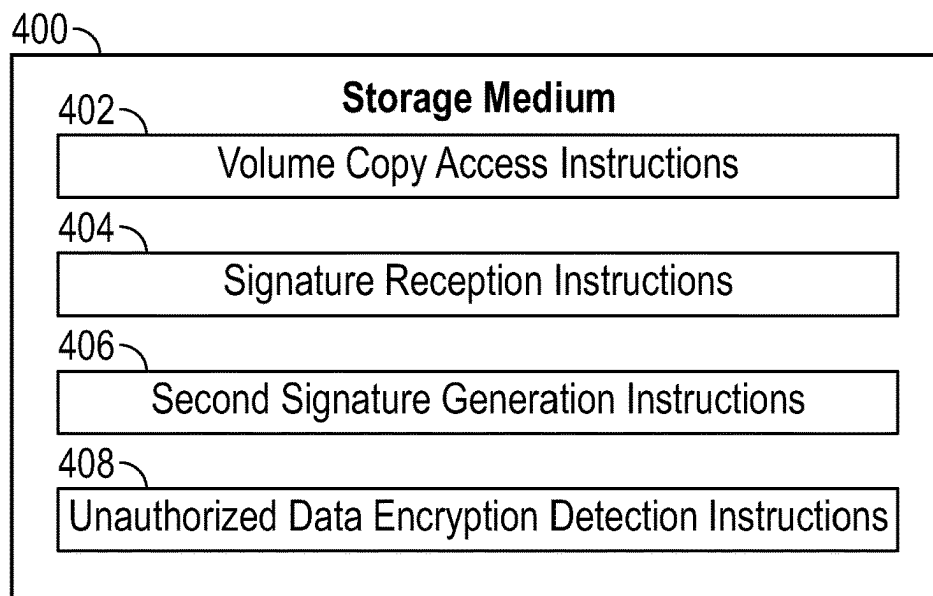 400
Storage Medium
402
Volume Copy Access Instructions
404
Signature Reception Instructions
406
Second Signature Generation Instructions
408
Unauthorized Data Encryption Detection Instructions